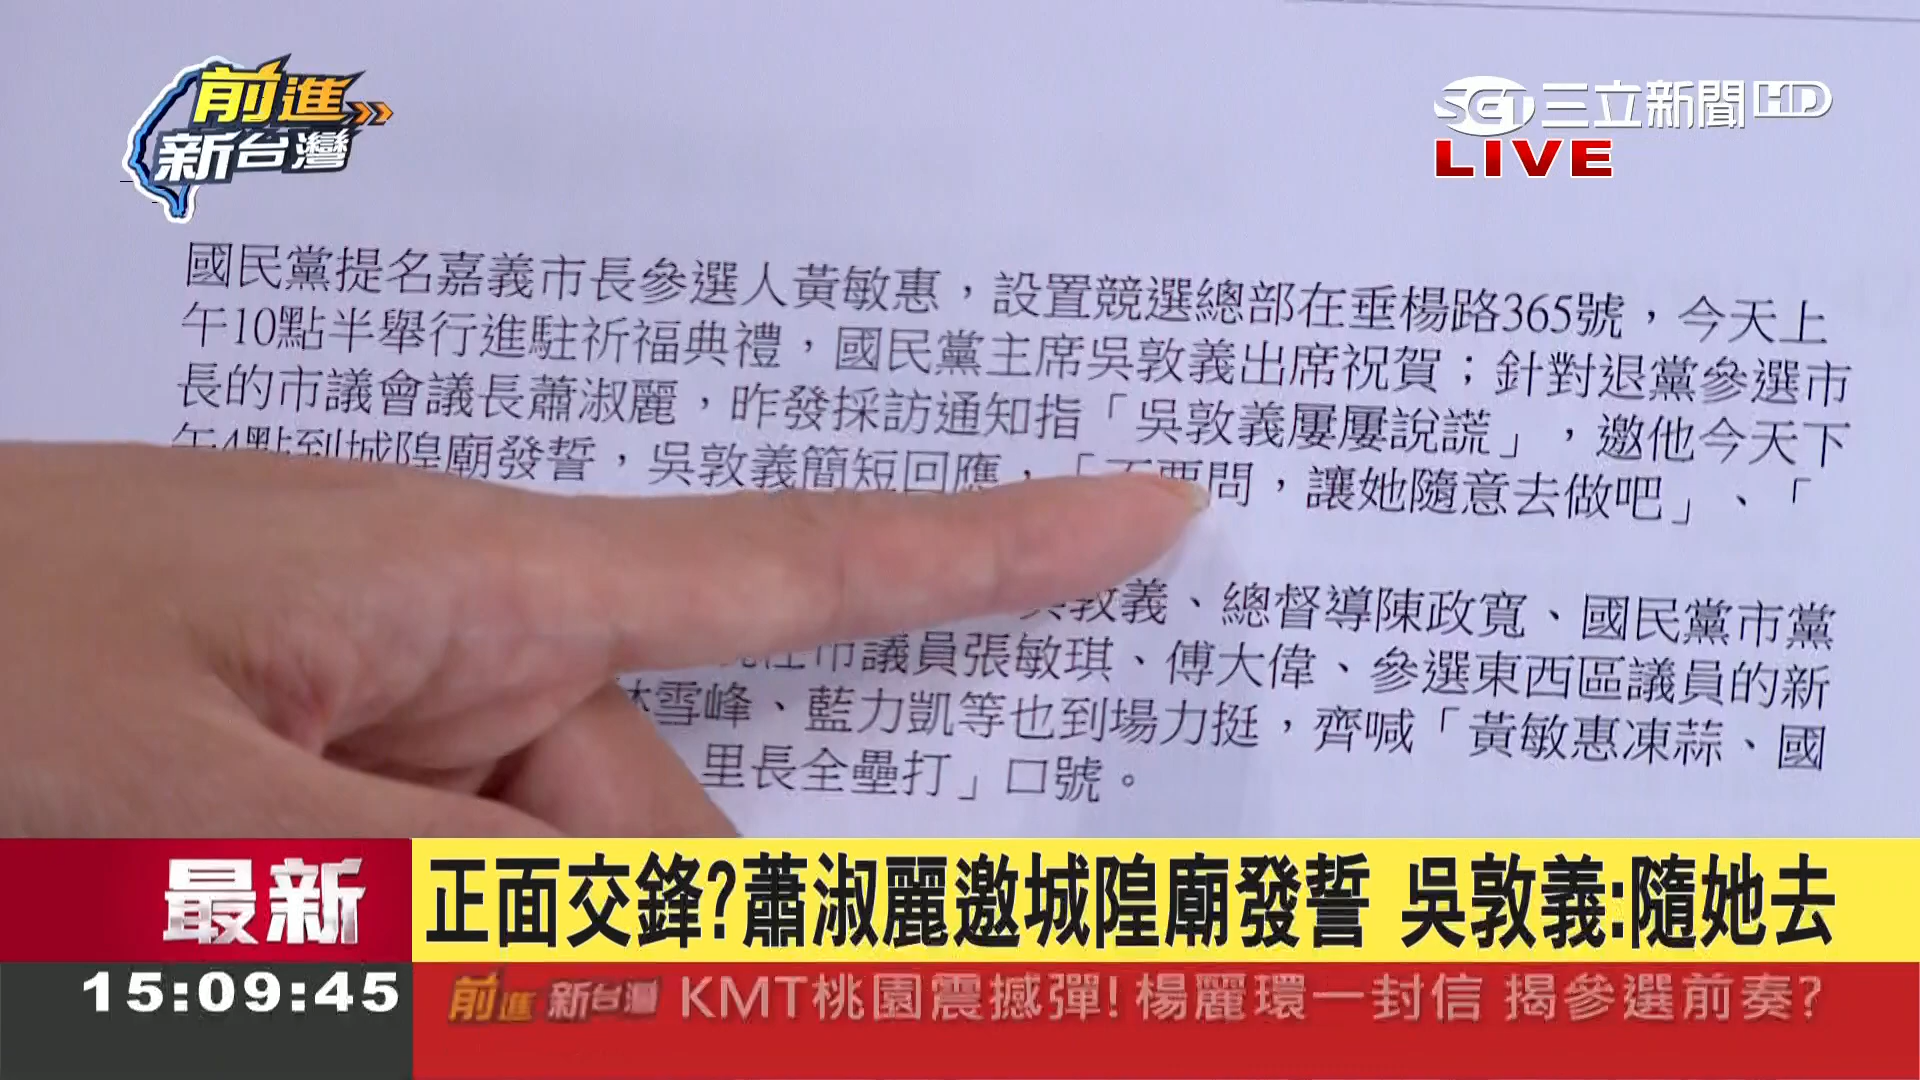 前進
新台灣
SET三立新聞HD
LIVE
國民黨提名嘉義市長參選人黃敏惠，設置競選總部在垂楊路365號，今天上
午10點半舉行進駐祈福典禮，國民黨主席吳敦義出席祝賀；針對退黨參選市
長的市議會議長蕭淑麗，昨發採訪通知指「吳敦義屢屢說謊」，邀他今天下
午4點到城隍廟發誓，吳敦義簡短回應，「不要問，讓她隨意去做吧」、「
吳敦義、總督導陳政寬、國民黨市黨
市議員張敏琪、傅大偉、參選東西區議員的新
林雪峰、藍力凱等也到場力挺，齊喊「黃敏惠凍蒜、國
里長全壘打」口號。
最新
正面交鋒?蕭淑麗邀城隍廟發誓 吳敦義:隨她去
15:09:45
前進新台灣 KMT桃園震撼彈!楊麗環一封信 揭參選前奏?